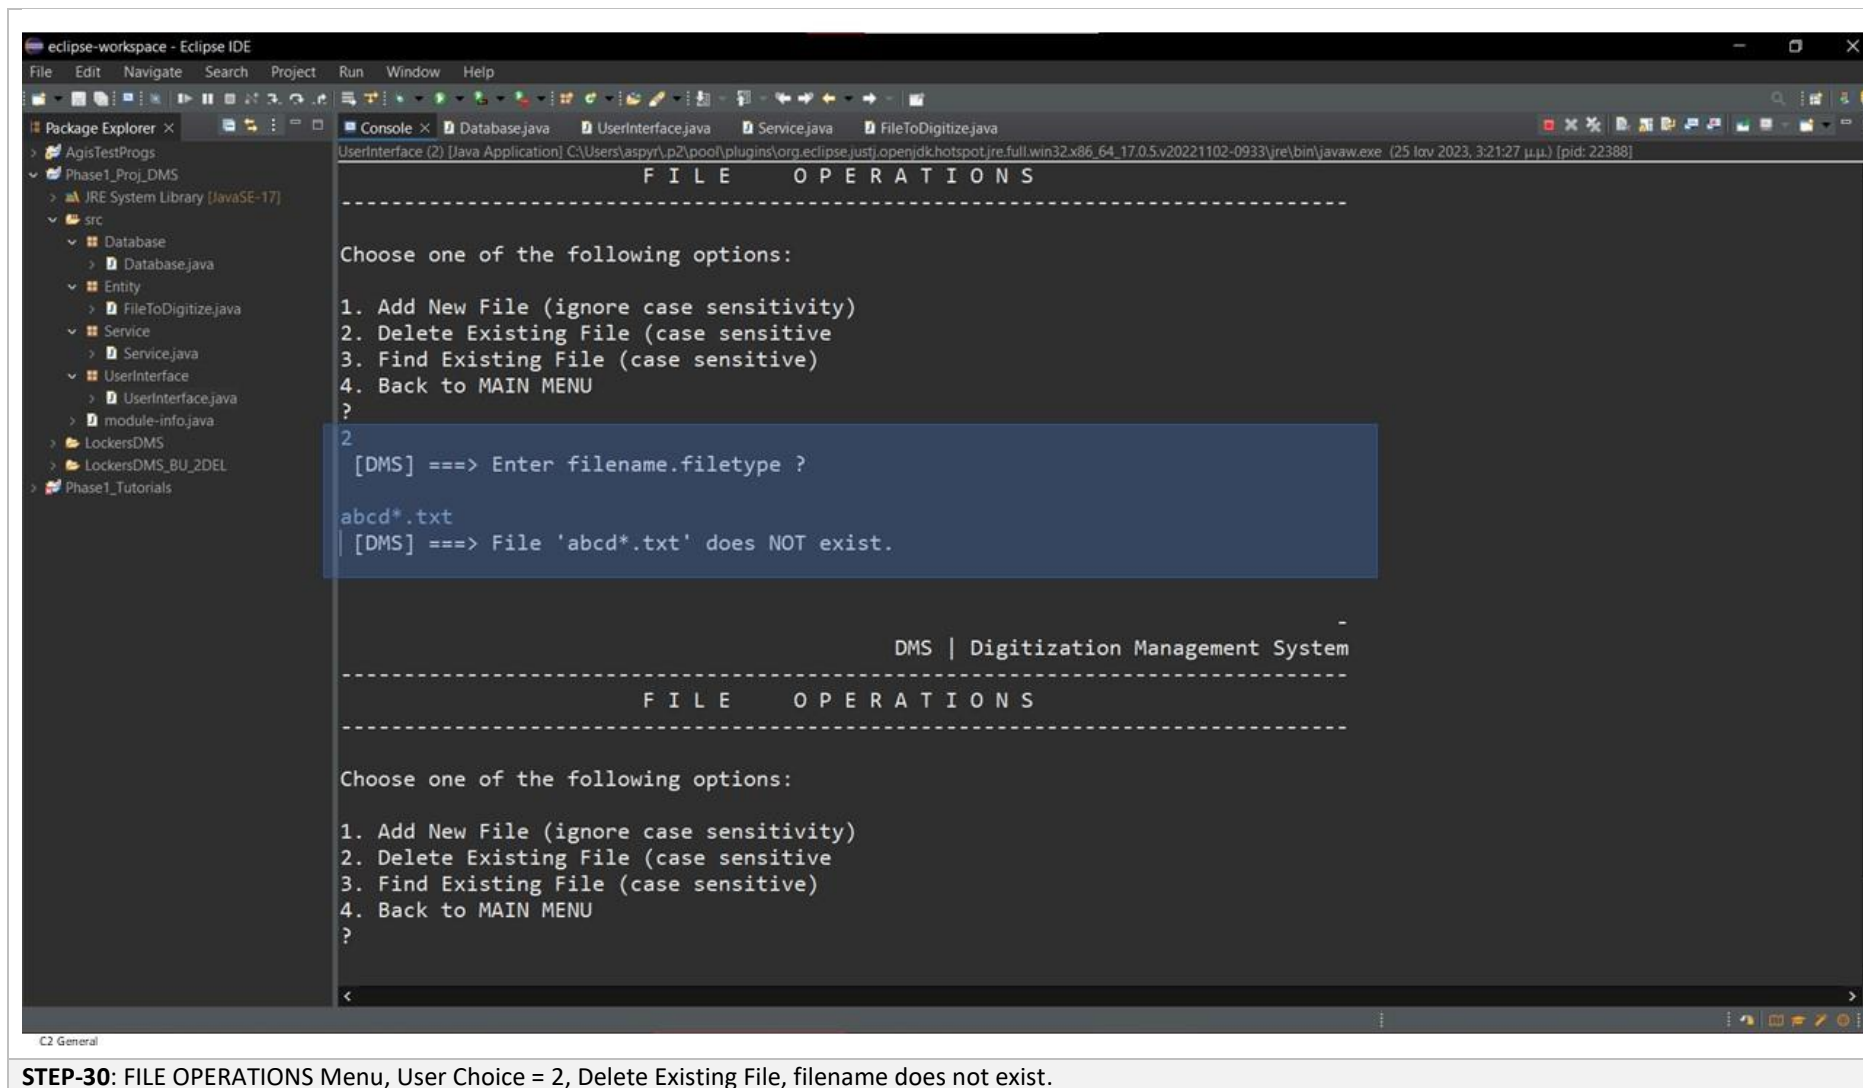 eclipse-workspace - Eclipse IDE
File Edit Navigate Search Project Run Window Help
Package Explorer
Console Database.java UserInterface.java Service.java FileToDigitize.java
UserInterface (2) [Java Application] C:\Users\aspyr\.p2\pool\plugins\org.eclipse.justj.openjdk.hotspot.jre.full.win32.x86_64_17.0.5.v20221102-0933\jre\bin\javaw.exe (25 Ιαν 2023, 3:21:27 μ.μ.) [pid: 22388]
AgisTestProgs
Phase1_Proj_DMS
JRE System Library [JavaSE-17]
src
Database
Database.java
Entity
FileToDigitize.java
Service
Service.java
UserInterface
UserInterface.java
module-info.java
LockersDMS
LockersDMS_BU_2DEL
Phase1_Tutorials
F I L E O P E R A T I O N S
--------------------------------------------------------------------------------
Choose one of the following options:
1. Add New File (ignore case sensitivity)
2. Delete Existing File (case sensitive
3. Find Existing File (case sensitive)
4. Back to MAIN MENU
?
2
[DMS] ===> Enter filename.filetype ?
abcd*.txt
[DMS] ===> File 'abcd*.txt' does NOT exist.
-
DMS | Digitization Management System
--------------------------------------------------------------------------------
F I L E O P E R A T I O N S
--------------------------------------------------------------------------------
Choose one of the following options:
1. Add New File (ignore case sensitivity)
2. Delete Existing File (case sensitive
3. Find Existing File (case sensitive)
4. Back to MAIN MENU
?
C2 General
STEP-30: FILE OPERATIONS Menu, User Choice = 2, Delete Existing File, filename does not exist.